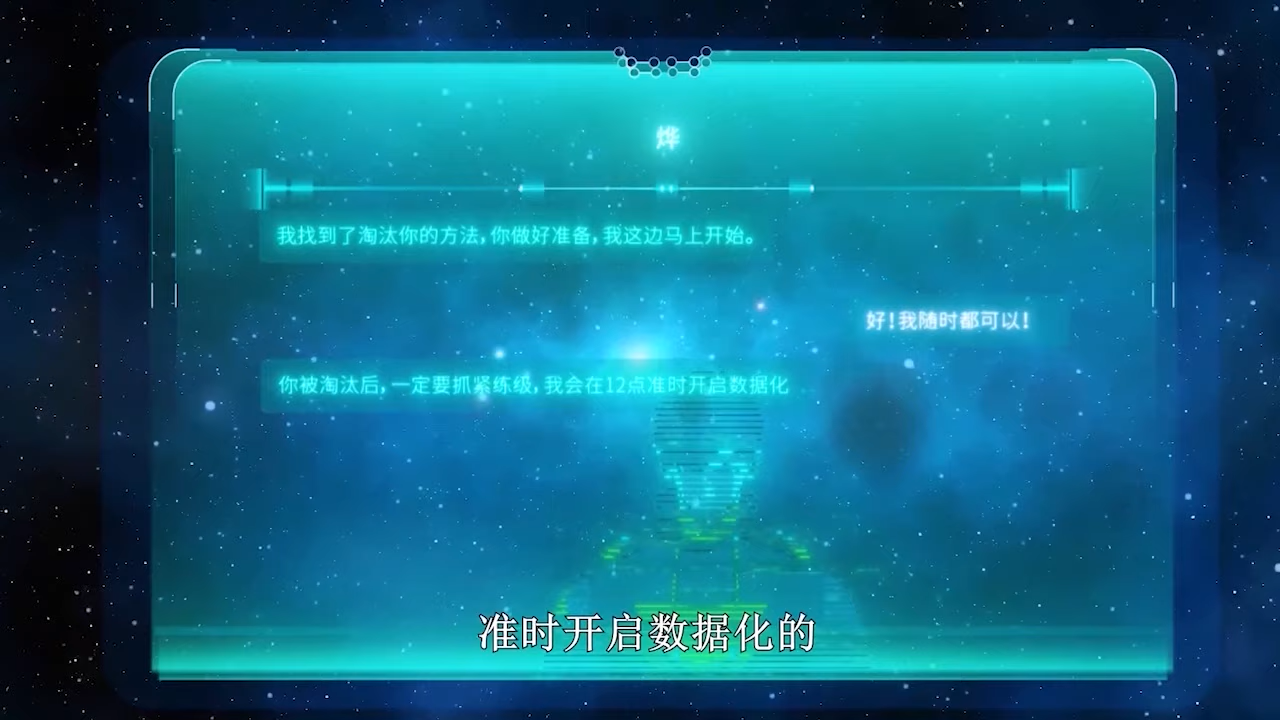 烨
我找到了淘汰你的方法，你做好准备，我这边马上开始。
好！我随时都可以！
你被淘汰后，一定要抓紧练级，我会在12点准时开启数据化
准时开启数据化的